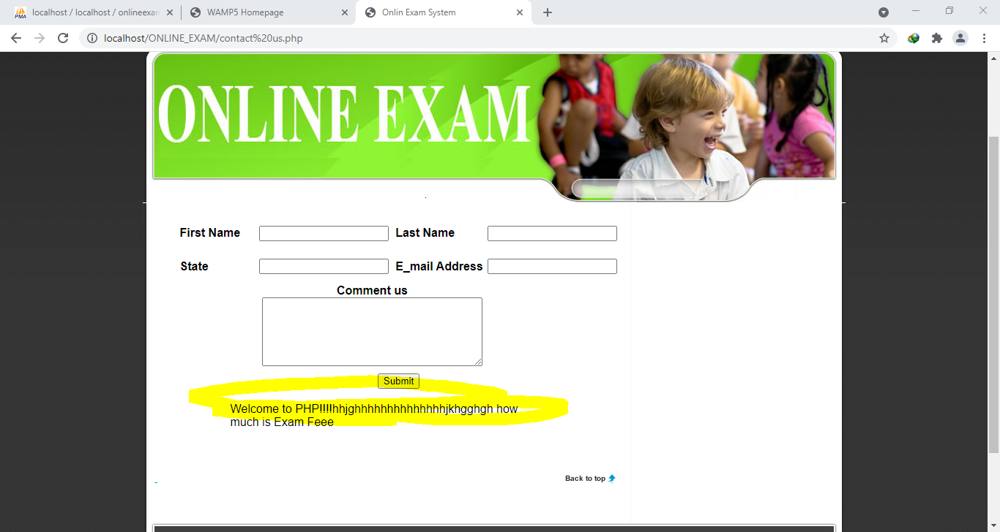 localhost / localhost / onlineexan
WAMP5 Homepage
Onlin Exam System
localhost/ONLINE_EXAM/contact%20us.php
ONLINE EXAM
First Name
Last Name
State
E_mail Address
Comment us
Submit
Welcome to PHP!!!!hhjghhhhhhhhhhhhhhjkhgghgh how
much is Exam Feee
Back to top